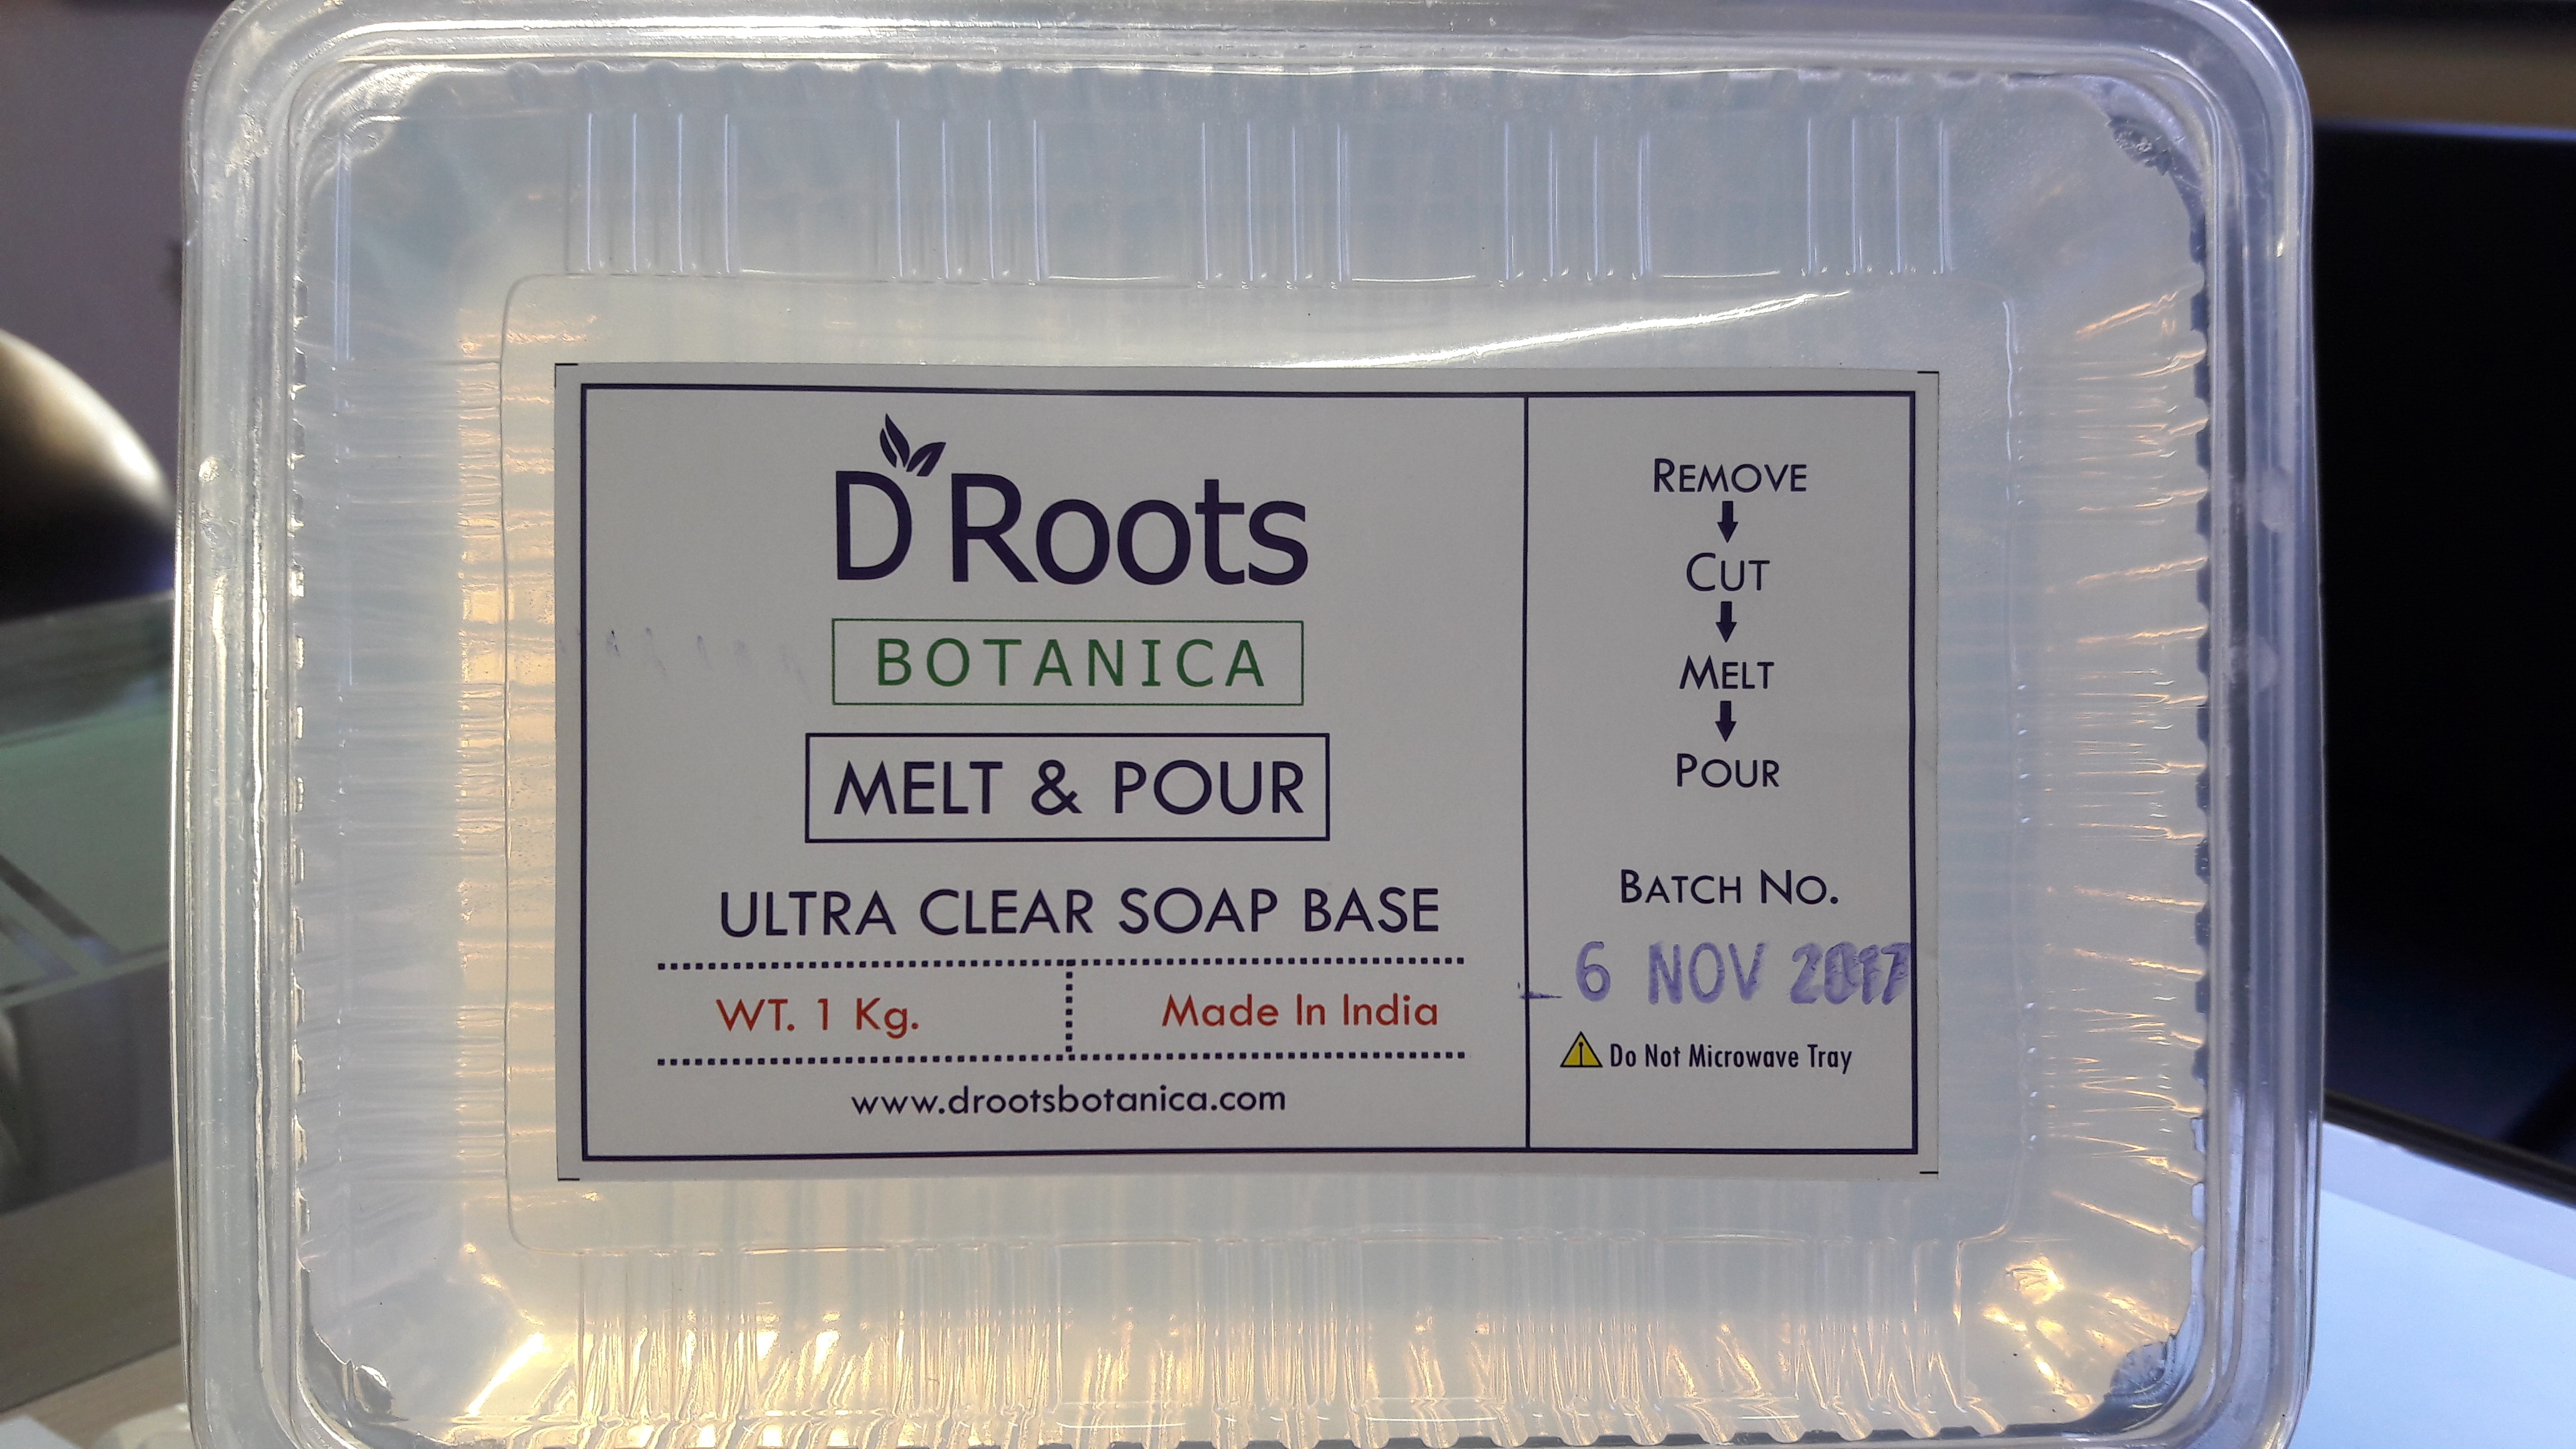 D'Roots
BOTANICA
MELT & POUR
ULTRA CLEAR SOAP BASE
WT. 1 Kg.
Made In India
www.drootsbotanica.com
REMOVE
CUT
MELT
POUR
BATCH NO.
6 NOV 2017
Do Not Microwave Tray